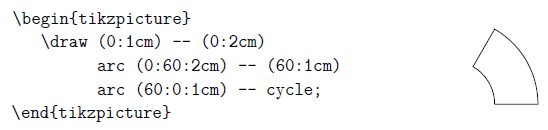 \begin{tikzpicture}
\draw (0:1cm) -- (0:2cm)
arc (0:60:2cm) -- (60:1cm)
arc (60:0:1cm) -- cycle;
\end{tikzpicture}